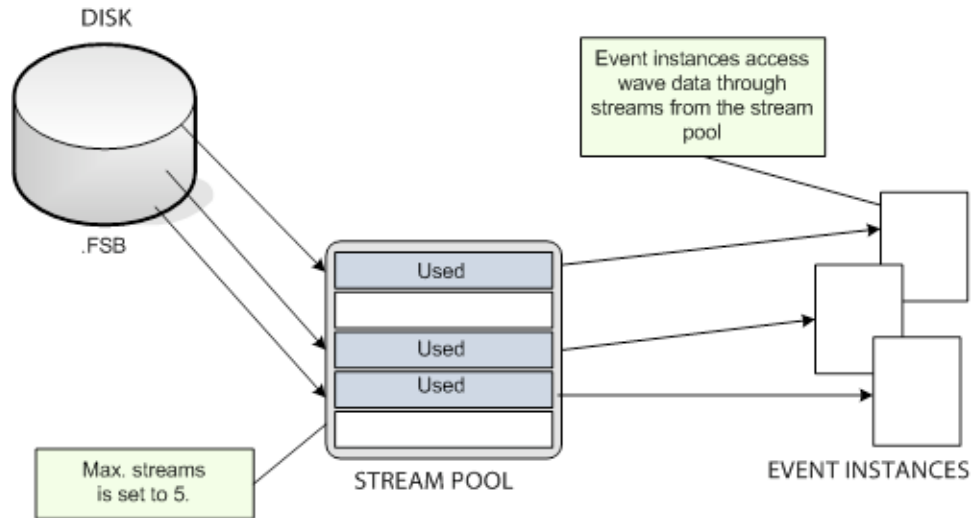 DISK
Event instances access
wave data through
streams from the stream
pool
.FSB
Used
Used
Used
Max. streams
is set to 5.
STREAM POOL
EVENT INSTANCES